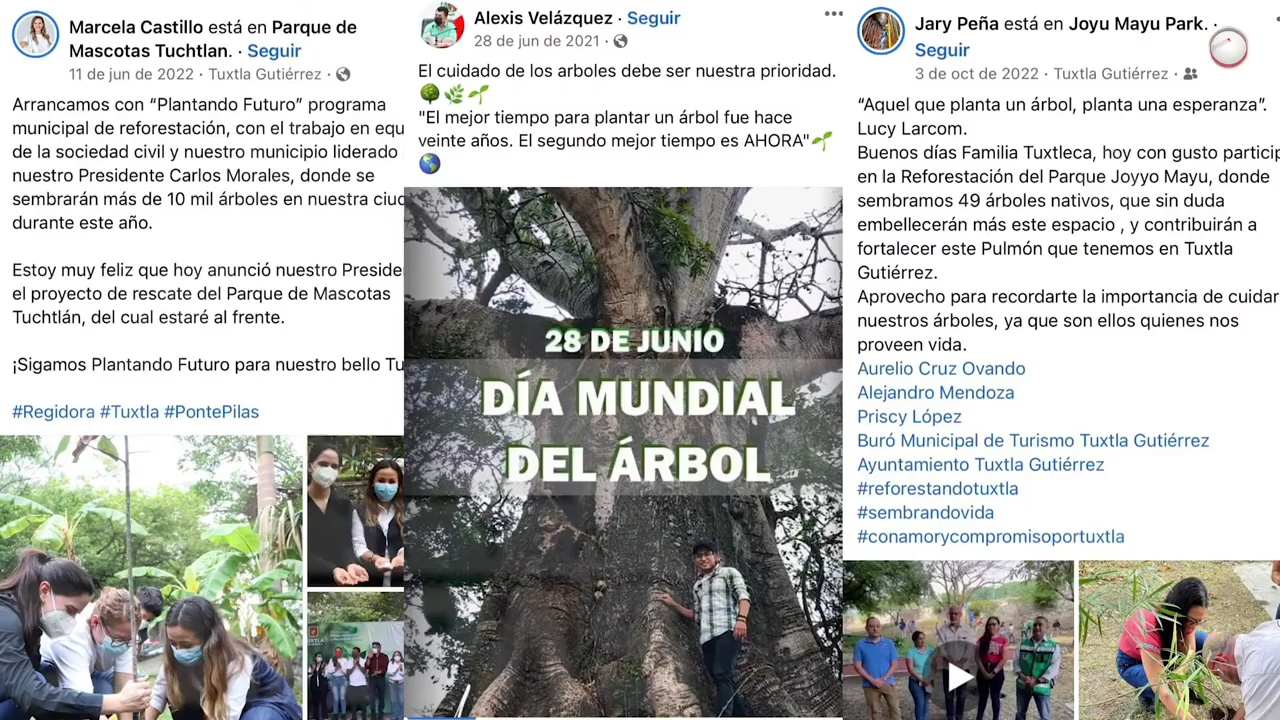 Marcela Castillo está en Parque de
Mascotas Tuchtlan. · Seguir
11 de jun de 2022 · Tuxtla Gutiérrez ·
Arrancamos con “Plantando Futuro” programa
municipal de reforestación, con el trabajo en equ
de la sociedad civil y nuestro municipio liderado
nuestro Presidente Carlos Morales, donde se
sembrarán más de 10 mil árboles en nuestra ciuc
durante este año.
Estoy muy feliz que hoy anunció nuestro Preside
el proyecto de rescate del Parque de Mascotas
Tuchtlán, del cual estaré al frente.
¡Sigamos Plantando Futuro para nuestro bello Tu
#Regidora #Tuxtla #PontePilas
Alexis Velázquez · Seguir
28 de jun de 2021 ·
El cuidado de los arboles debe ser nuestra prioridad.
🌳🌿🌱
"El mejor tiempo para plantar un árbol fue hace
veinte años. El segundo mejor tiempo es AHORA"🌱
🌎
28 DE JUNIO
DÍA MUNDIAL
DEL ÁRBOL
Jary Peña está en Joyu Mayu Park. ·
Seguir
3 de oct de 2022 · Tuxtla Gutiérrez ·
“Aquel que planta un árbol, planta una esperanza”.
Lucy Larcom.
Buenos días Familia Tuxtleca, hoy con gusto particip
en la Reforestación del Parque Joyyo Mayu, donde
sembramos 49 árboles nativos, que sin duda
embellecerán más este espacio , y contribuirán a
fortalecer este Pulmón que tenemos en Tuxtla
Gutiérrez.
Aprovecho para recordarte la importancia de cuidar
nuestros árboles, ya que son ellos quienes nos
proveen vida.
Aurelio Cruz Ovando
Alejandro Mendoza
Priscy López
Buró Municipal de Turismo Tuxtla Gutiérrez
Ayuntamiento Tuxtla Gutiérrez
#reforestandotuxtla
#sembrandovida
#conamorycompromisoportuxtla